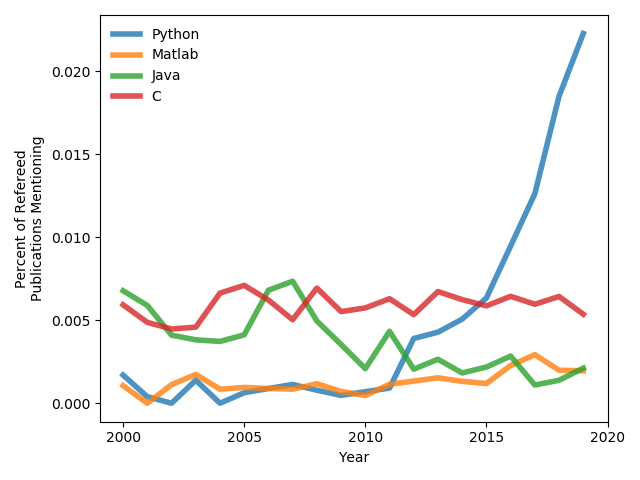 Python
Matlab
Java
C
0.020
0.015
0.010
0.005
0.000
Percent of Refereed
Publications Mentioning
2000 2005 2010 2015 2020
Year